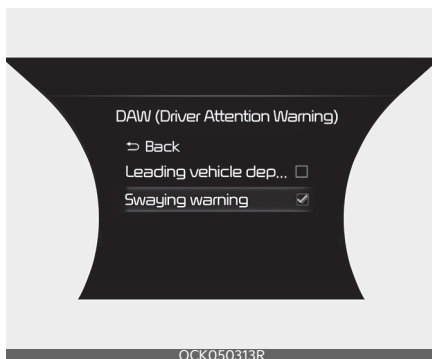 DAW (Driver Attention Warning)
Back
Leading vehicle dep...
Swaying warning
OCK050313R